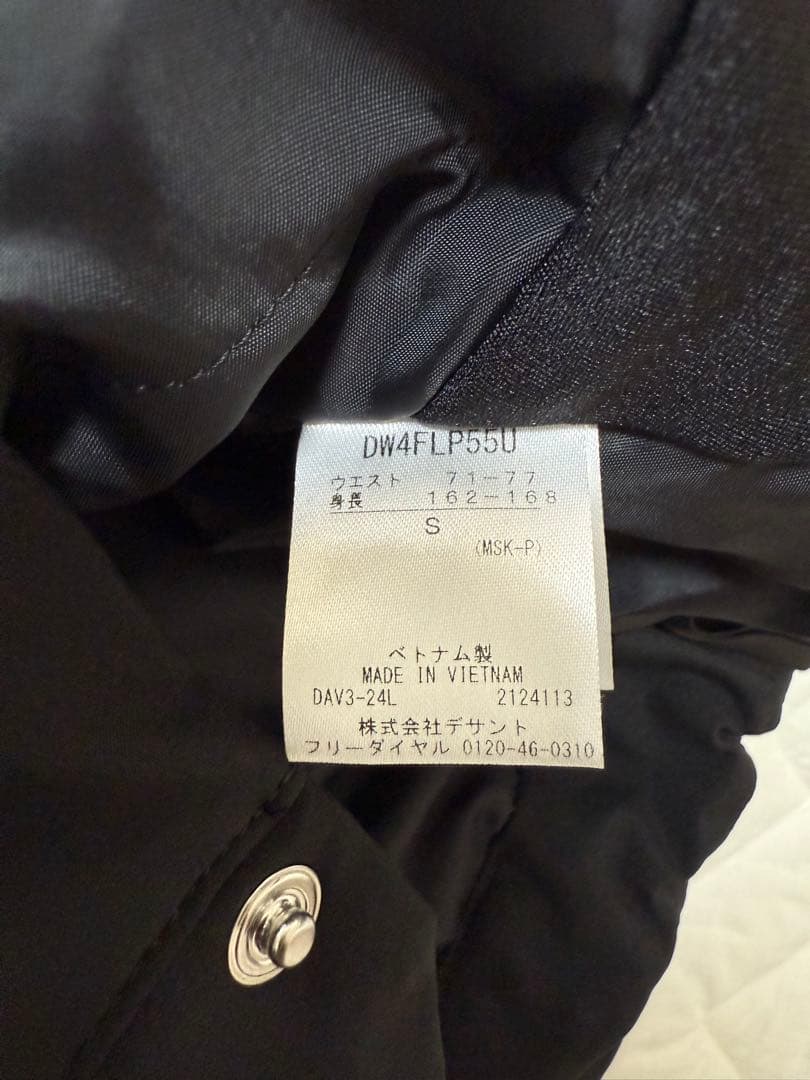 DW4FLP55U
ウエスト 71-77
身長 162-168
S
(MSK-P)
ベトナム製
MADE IN VIETNAM
DAV3-24L 2124113
株式会社デサント
フリーダイヤル 0120-46-0310